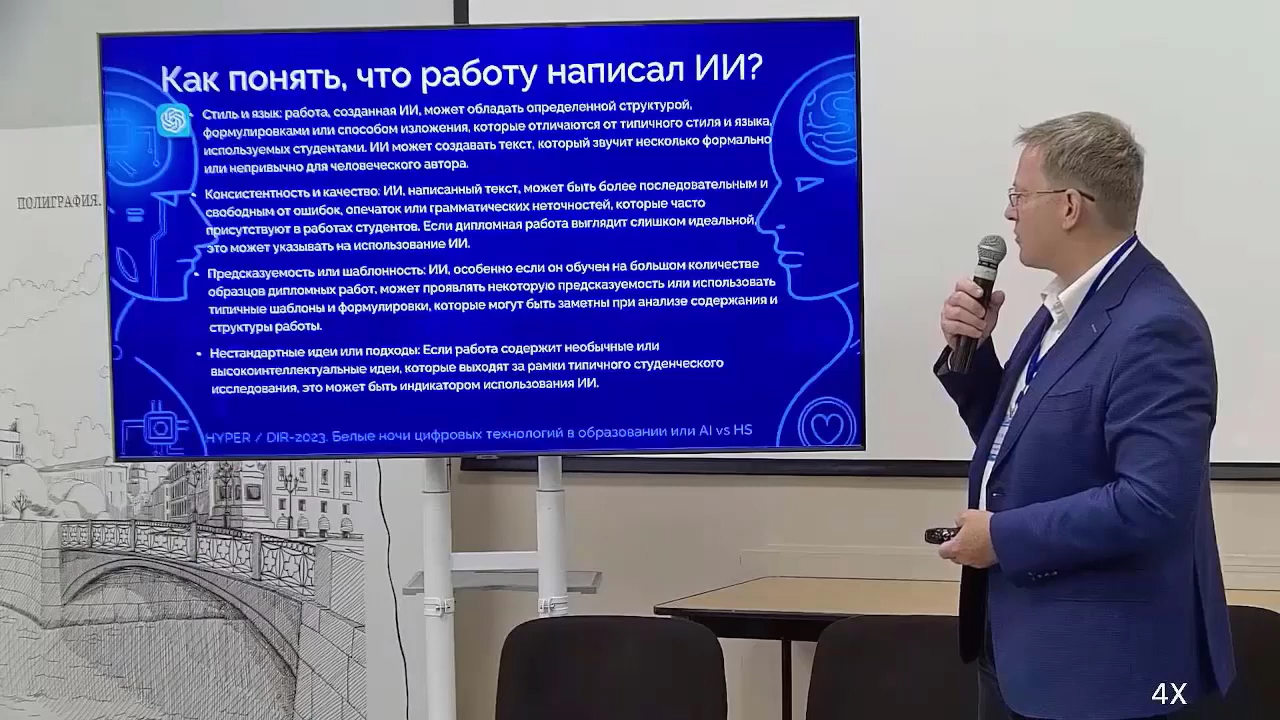 Как понять, что работу написал ИИ?
• Стиль и язык: работа, созданная ИИ, может обладать определенной структурой,
формулировками или способом изложения, которые отличаются от типичного стиля и языка,
используемых студентами. ИИ может создавать текст, который звучит несколько формально
или непривычно для человеческого автора.
• Консистентность и качество: ИИ, написанный текст, может быть более последовательным и
свободным от ошибок, опечаток или грамматических неточностей, которые часто
присутствуют в работах студентов. Если дипломная работа выглядит слишком идеальной,
это может указывать на использование ИИ.
• Предсказуемость или шаблонность: ИИ, особенно если он обучен на большом количестве
образцов дипломных работ, может проявлять некоторую предсказуемость или использовать
типичные шаблоны и формулировки, которые могут быть заметны при анализе содержания и
структуры работы.
• Нестандартные идеи или подходы: Если работа содержит необычные или
высокоинтеллектуальные идеи, которые выходят за рамки типичного студенческого
исследования, это может быть индикатором использования ИИ.
HYPER / DIR-2023. Белые ночи цифровых технологий в образовании или AI vs HS
ПОЛИГРАФИЯ.
4X